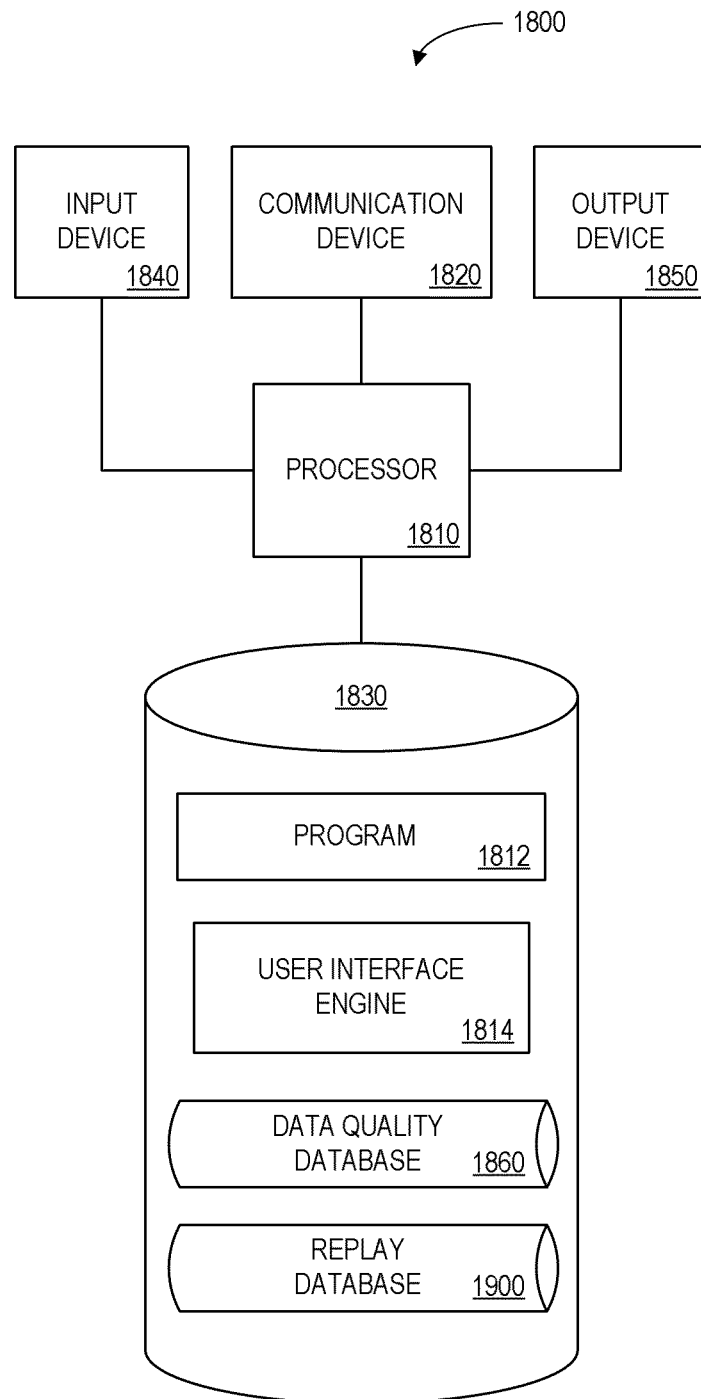 1800
INPUT
DEVICE
1840
COMMUNICATION
DEVICE
1820
OUTPUT
DEVICE
1850
PROCESSOR
1810
1830
PROGRAM
1812
USER INTERFACE
ENGINE
1814
DATA QUALITY
DATABASE
1860
REPLAY
DATABASE
1900